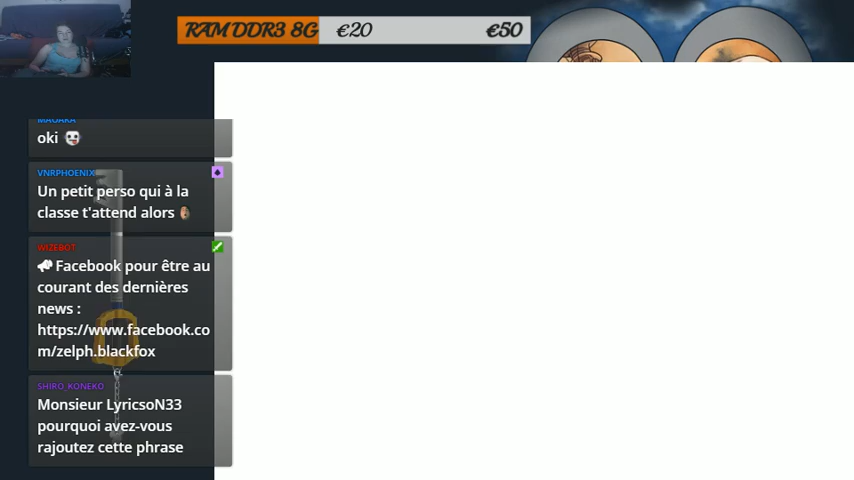 RAM DDR3 8G €20 €50
MAUAKA
oki
VNRPHOENIX
Un petit perso qui à la
classe t'attend alors
WIZEBOT
Facebook pour être au
courant des dernières
news :
https://www.facebook.co
m/zelph.blackfox
SHIRO_KONEKO
Monsieur LyricsoN33
pourquoi avez-vous
rajoutez cette phrase